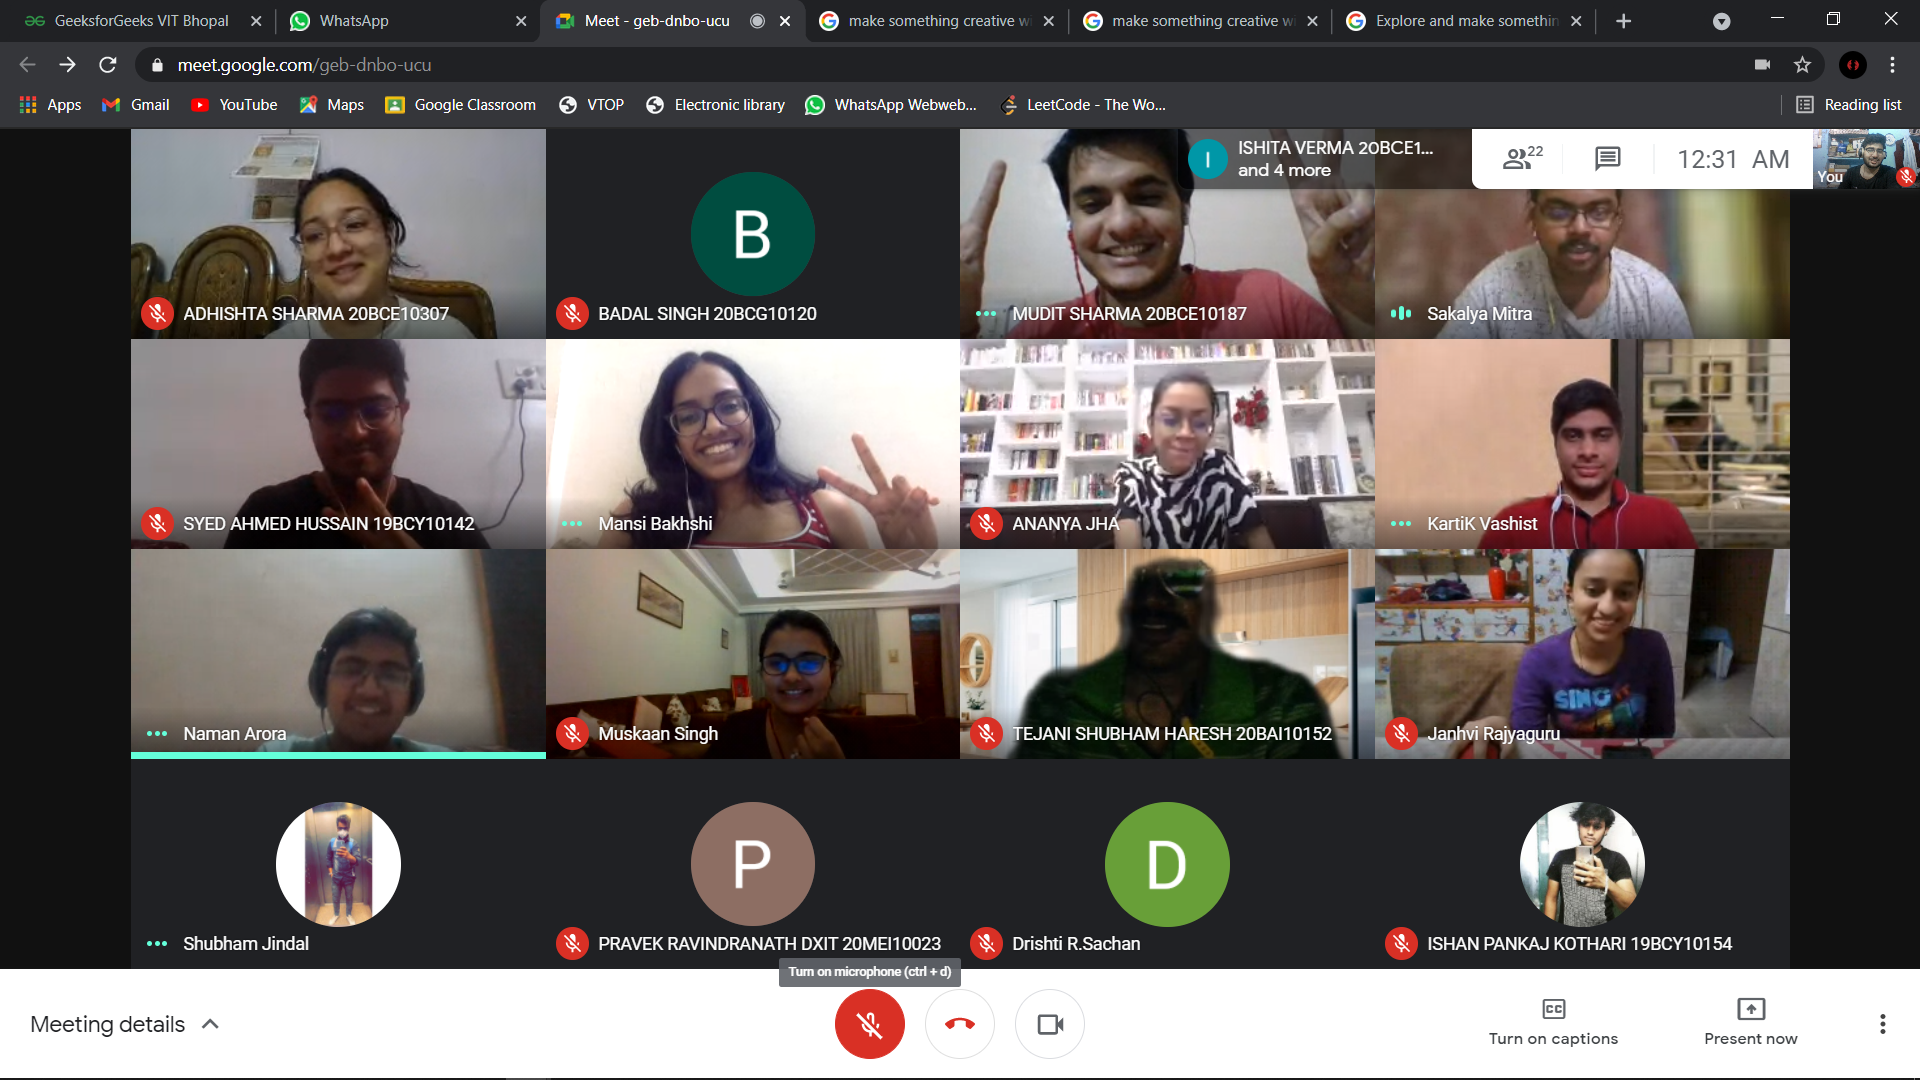 GeeksforGeeks VIT Bhopal
WhatsApp
Meet - geb-dnbo-ucu
make something creative wi
make something creative wi
Explore and make somethin
meet.google.com/geb-dnbo-ucu
Apps
Gmail
YouTube
Maps
Google Classroom
VTOP
Electronic library
WhatsApp Webweb...
LeetCode - The Wo...
Reading list
I
ISHITA VERMA 20BCE1...
and 4 more
22
12:31 AM
You
B
ADHISHTA SHARMA 20BCE10307
BADAL SINGH 20BCG10120
MUDIT SHARMA 20BCE10187
Sakalya Mitra
SYED AHMED HUSSAIN 19BCY10142
Mansi Bakhshi
ANANYA JHA
KartiK Vashist
SING
Naman Arora
Muskaan Singh
TEJANI SHUBHAM HARESH 20BAI10152
Janhvi Rajyaguru
P
D
Shubham Jindal
PRAVEK RAVINDRANATH DXIT 20MEI10023
Drishti R.Sachan
ISHAN PANKAJ KOTHARI 19BCY10154
Turn on microphone (ctrl + d)
Meeting details
CC
Turn on captions
Present now